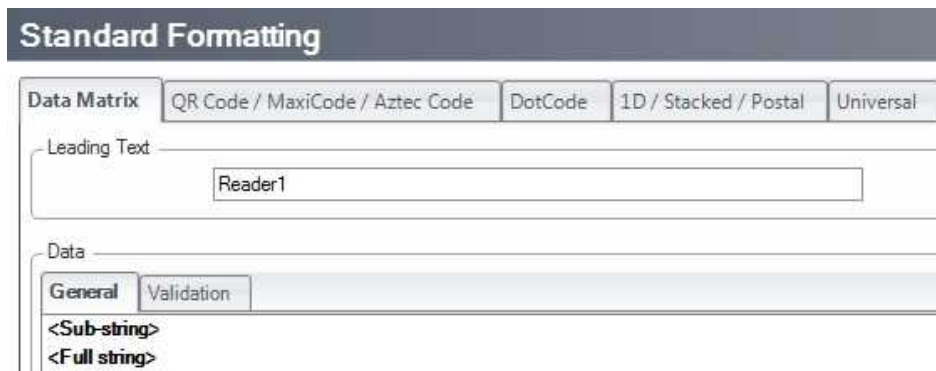 Standard Formatting
Data Matrix QR Code / MaxiCode / Aztec Code DotCode 1D / Stacked / Postal Universal
Leading Text
Reader1
Data
General Validation
<Sub-string>
<Full string>